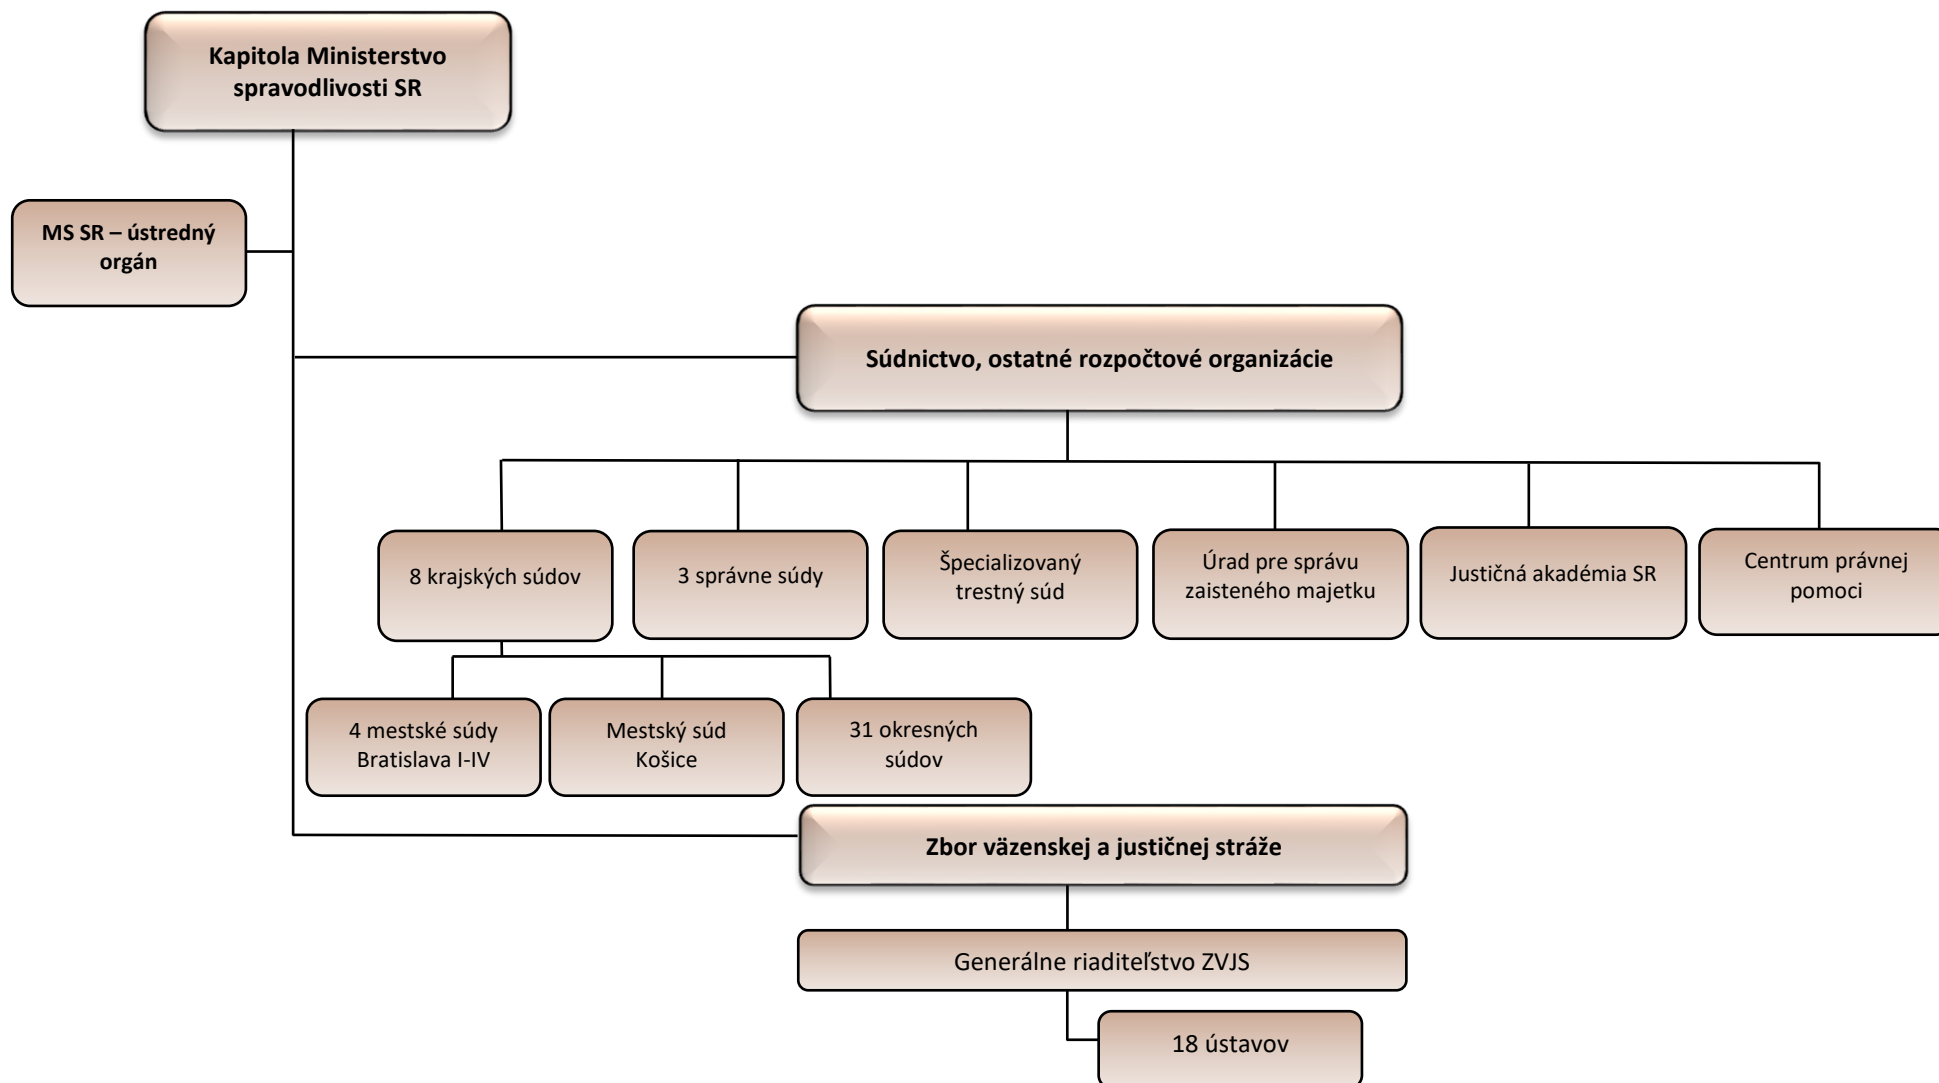 Kapitola Ministerstvo
spravodlivosti SR
MS SR – ústredný
orgán
Súdnictvo, ostatné rozpočtové organizácie
8 krajských súdov
3 správne súdy
Špecializovaný
trestný súd
Úrad pre správu
zaisteného majetku
Justičná akadémia SR
Centrum právnej
pomoci
4 mestské súdy
Bratislava I-IV
Mestský súd
Košice
31 okresných
súdov
Zbor väzenskej a justičnej stráže
Generálne riaditeľstvo ZVJS
18 ústavov